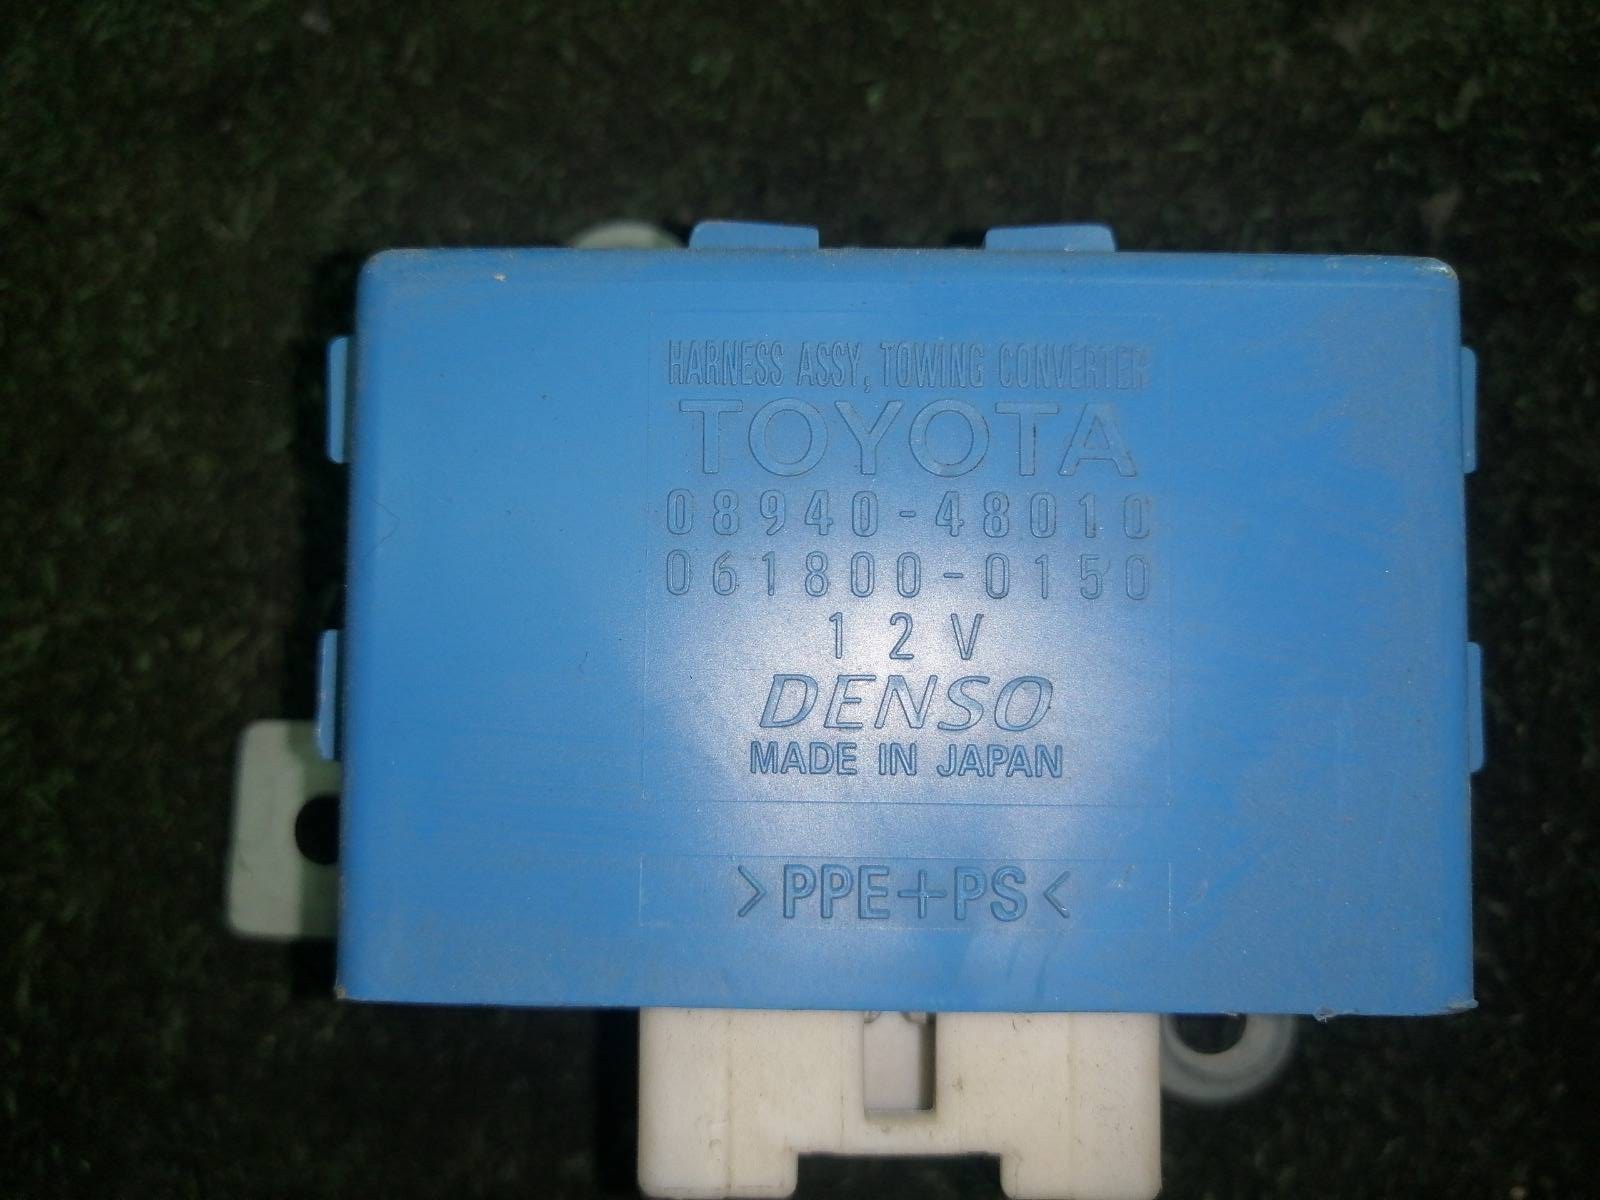 HARNESS ASSY, TOWING CONVERTER
TOYOTA
08940-48010
061800-0150
12V
DENSO
MADE IN JAPAN
>PPE+PS<